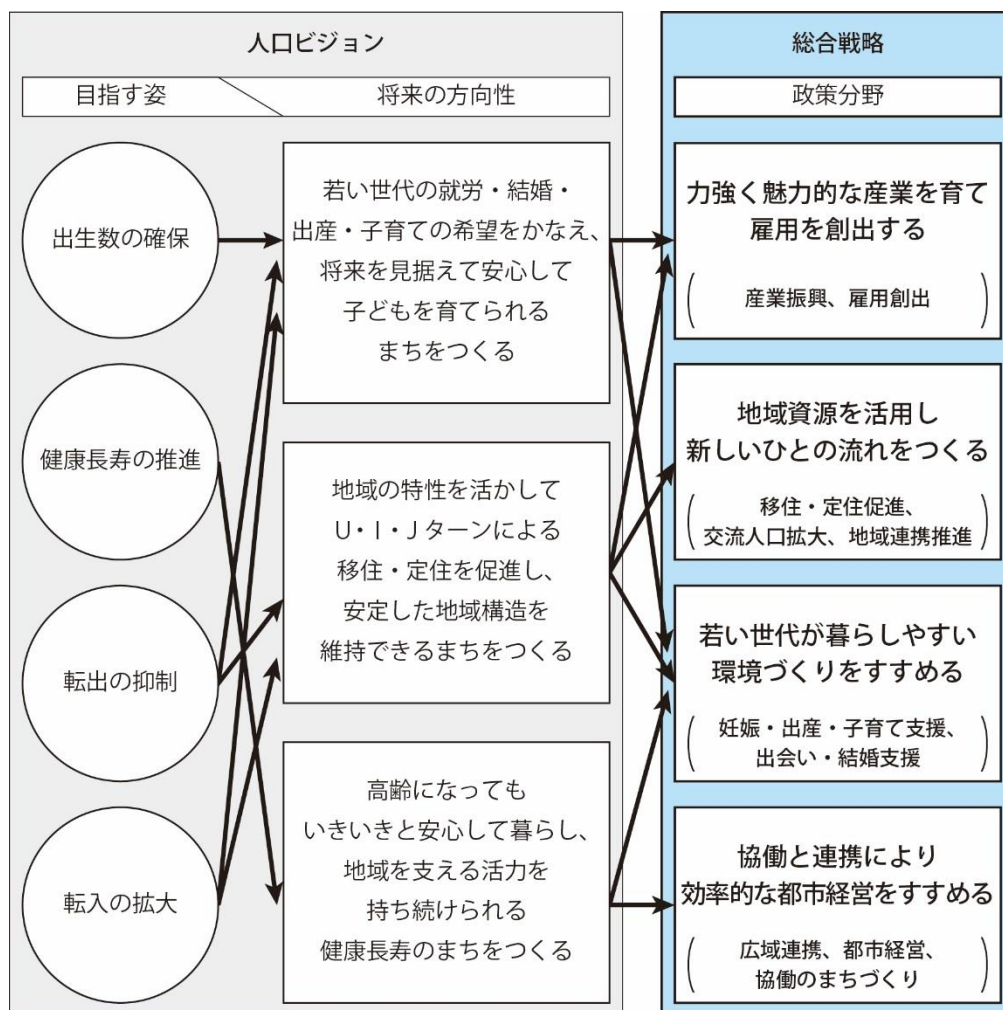 人口ビジョン
目指す姿
将来の方向性
出生数の確保
健康長寿の推進
転出の抑制
転入の拡大
若い世代の就労・結婚・
出産・子育ての希望をかなえ、
将来を見据えて安心して
子どもを育てられる
まちをつくる
地域の特性を活かして
U・I・Jターンによる
移住・定住を促進し、
安定した地域構造を
維持できるまちをつくる
高齢になっても
いきいきと安心して暮らし、
地域を支える活力を
持ち続けられる
健康長寿のまちをつくる
総合戦略
政策分野
力強く魅力的な産業を育て
雇用を創出する
(産業振興、雇用創出)
地域資源を活用し
新しいひとの流れをつくる
(移住・定住促進、
交流人口拡大、地域連携推進)
若い世代が暮らしやすい
環境づくりをすすめる
(妊娠・出産・子育て支援、
出会い・結婚支援)
協働と連携により
効率的な都市経営をすすめる
(広域連携、都市経営、
協働のまちづくり)